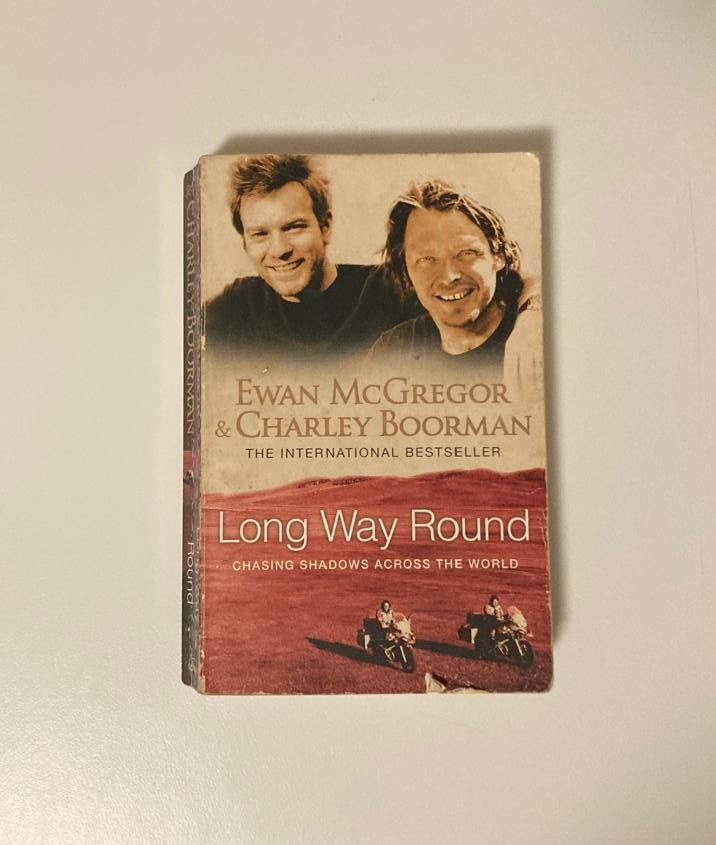 EWAN MCGREGOR
& CHARLEY BOORMAN
THE INTERNATIONAL BESTSELLER
Long Way Round
CHASING SHADOWS ACROSS THE WORLD
CHARLEY BOORMAN
Round